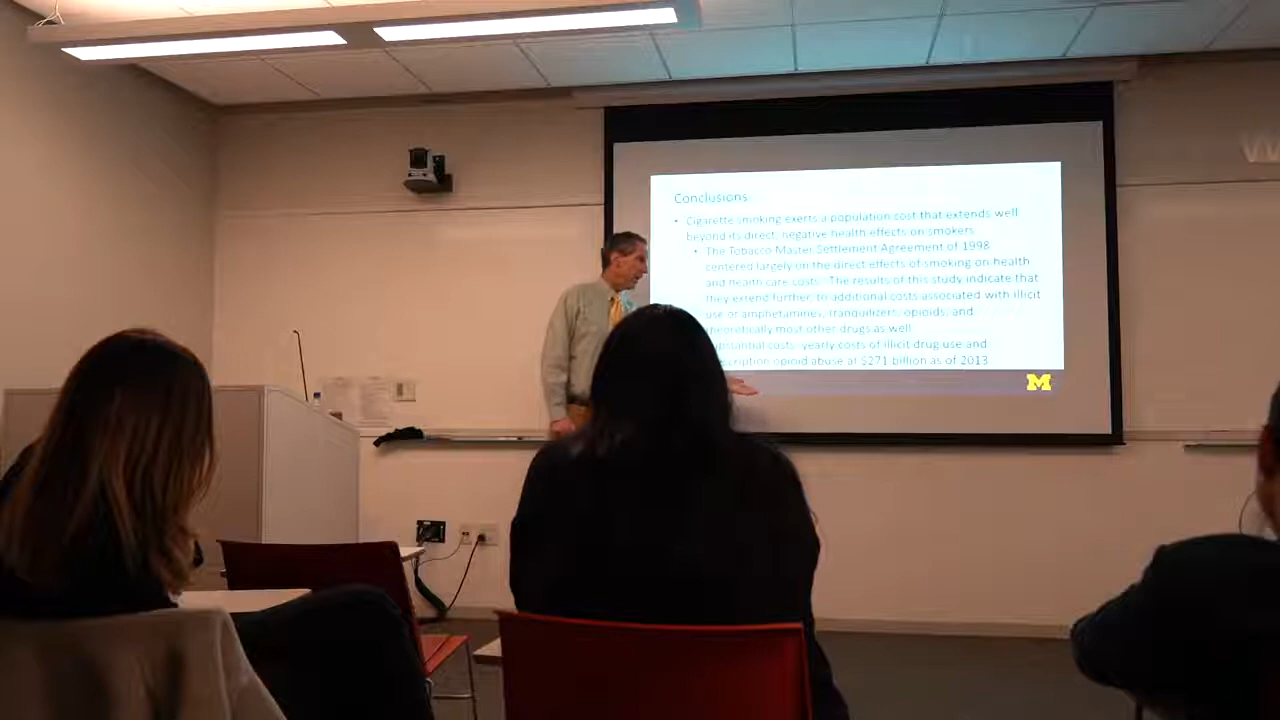 Conclusions
• Cigarette smoking exerts a population cost that extends well
beyond its direct, negative health effects on smokers
• The Tobacco Master Settlement Agreement of 1998
centered largely on the direct effects of smoking on health
and health care costs. The results of this study indicate that
they extend further to additional costs associated with illicit
use of amphetamines, tranquilizers, opioids, and
theoretically most other drugs as well
costs: yearly costs of illicit drug use and
opioid abuse at $271 billion as of 2013
M